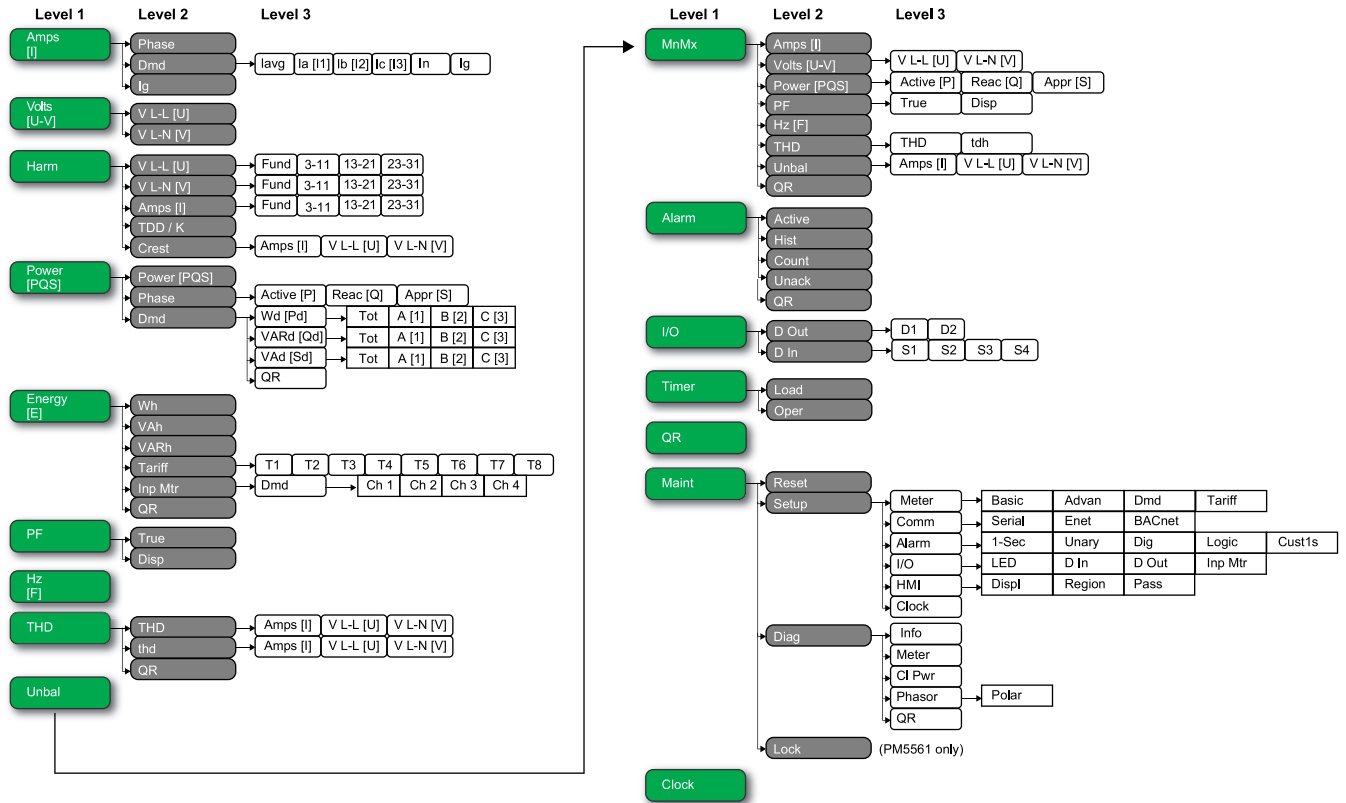 Level 1 Level 2 Level 3
Amps [I]
Phase
Dmd Iavg Ia [I1] Ib [I2] Ic [I3] In Ig
Ig
Volts [U-V]
V L-L [U]
V L-N [V]
Harm
V L-L [U] Fund 3-11 13-21 23-31
V L-N [V] Fund 3-11 13-21 23-31
Amps [I] Fund 3-11 13-21 23-31
TDD / K
Crest Amps [I] V L-L [U] V L-N [V]
Power [PQS]
Power [PQS]
Phase Active [P] Reac [Q] Appr [S]
Dmd Wd [Pd] Tot A [1] B [2] C [3]
VARd [Qd] Tot A [1] B [2] C [3]
VAd [Sd] Tot A [1] B [2] C [3]
QR
Energy [E]
Wh
VAh
VARh
Tariff T1 T2 T3 T4 T5 T6 T7 T8
Inp Mtr Dmd Ch 1 Ch 2 Ch 3 Ch 4
QR
PF
True
Disp
Hz [F]
THD
THD Amps [I] V L-L [U] V L-N [V]
thd Amps [I] V L-L [U] V L-N [V]
QR
Unbal
Level 1 Level 2 Level 3
MnMx
Amps [I]
Volts [U-V] V L-L [U] V L-N [V]
Power [PQS] Active [P] Reac [Q] Appr [S]
PF True Disp
Hz [F]
THD THD tdh
Unbal Amps [I] V L-L [U] V L-N [V]
QR
Alarm
Active
Hist
Count
Unack
QR
I/O
D Out D1 D2
D In S1 S2 S3 S4
Timer
Load
Oper
QR
Maint
Reset
Setup Meter Basic Advan Dmd Tariff
Comm Serial Enet BACnet
Alarm 1-Sec Unary Dig Logic Cust1s
I/O LED D In D Out Inp Mtr
HMI Displ Region Pass
Clock
Diag Info
Meter
Cl Pwr
Phasor Polar
QR
Lock (PM5561 only)
Clock